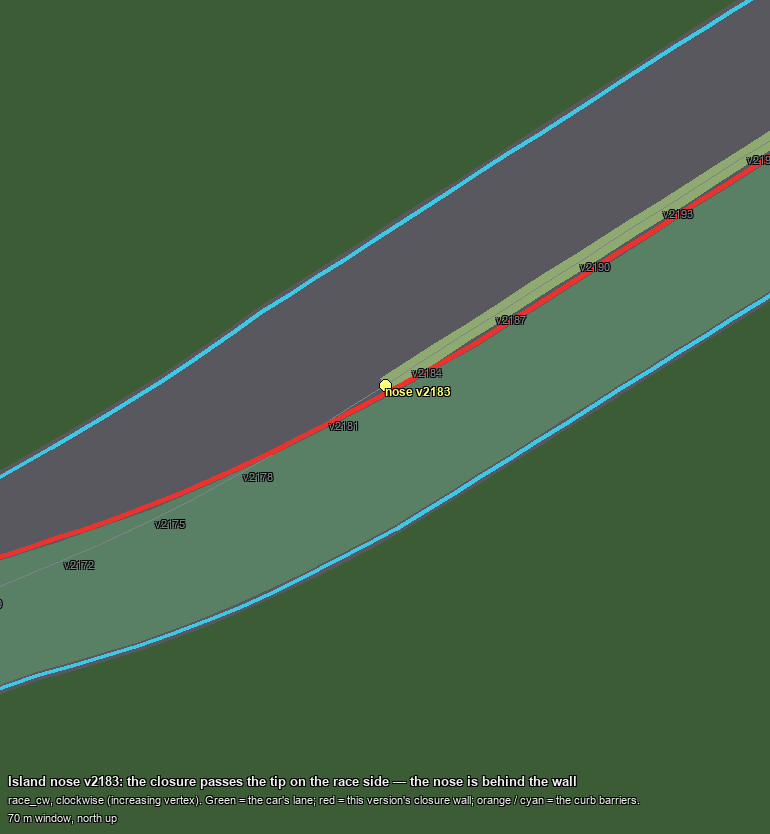 v219
v2193
v2190
v2187
v2184
nose v2183
v2181
v2178
v2175
v2172
Island nose v2183: the closure passes the tip on the race side — the nose is behind the wall
race_cw, clockwise (increasing vertex). Green = the car's lane; red = this version's closure wall; orange / cyan = the curb barriers.
70 m window, north up